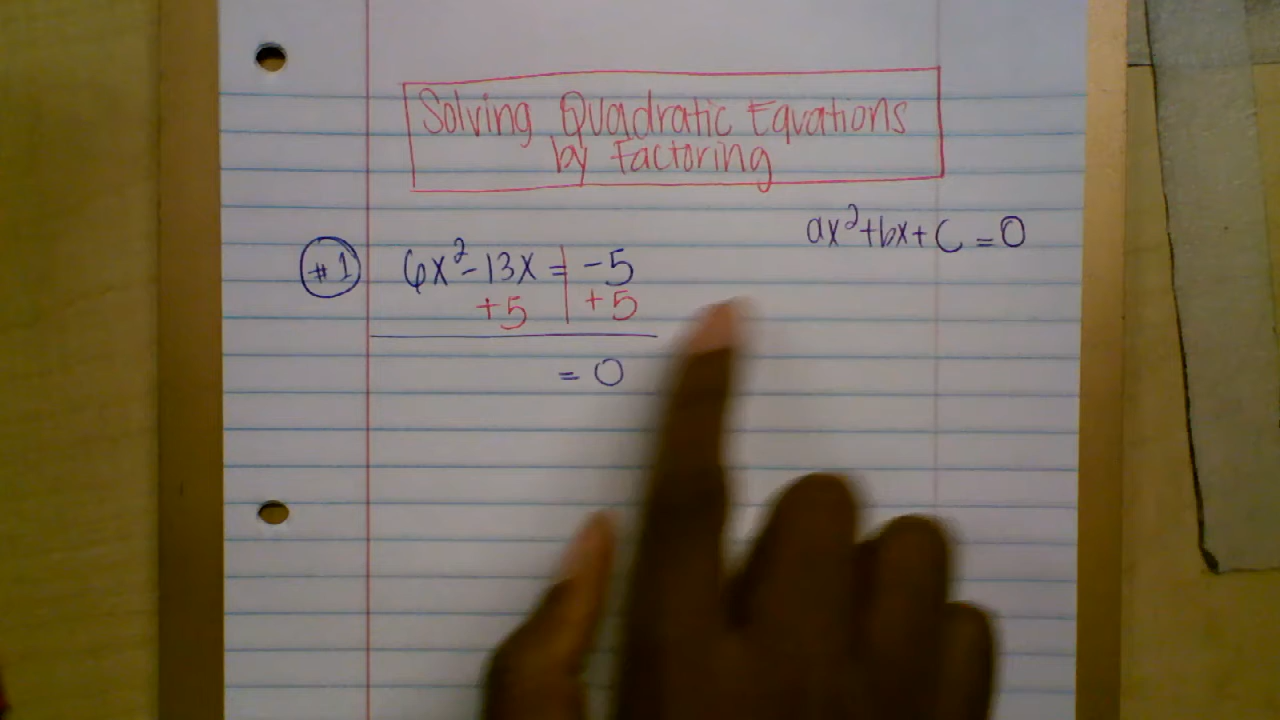 Solving Quadratic Equations
by Factoring
ax²+bx+C=0
#1 6x²-13x=-5
+5 +5
=0